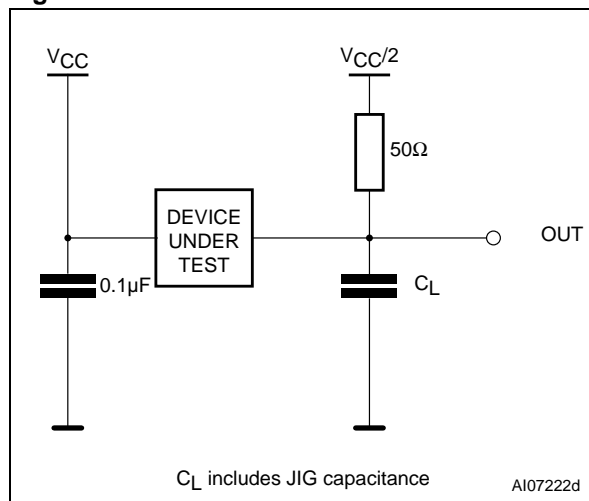 VCC
VCC/2
50Ω
DEVICE
UNDER
TEST
OUT
0.1µF
CL
CL includes JIG capacitance
AI07222d